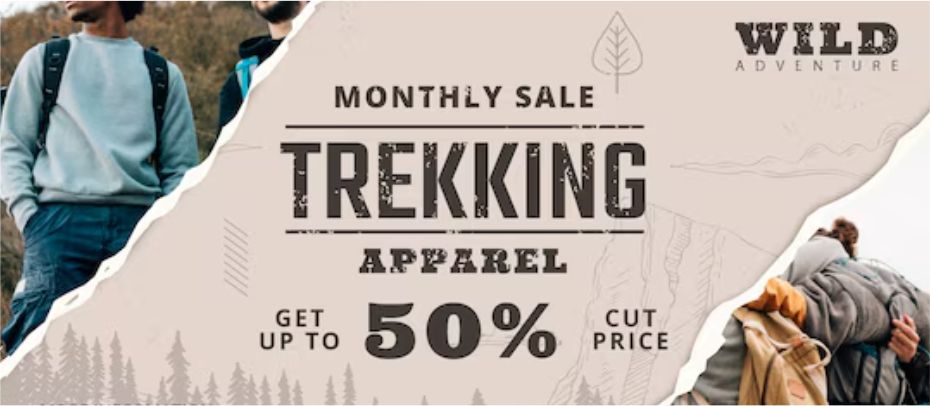 WILD
ADVENTURE
MONTHLY SALE
TREKKING
APPAREL
GET
UP TO
50%
CUT
PRICE